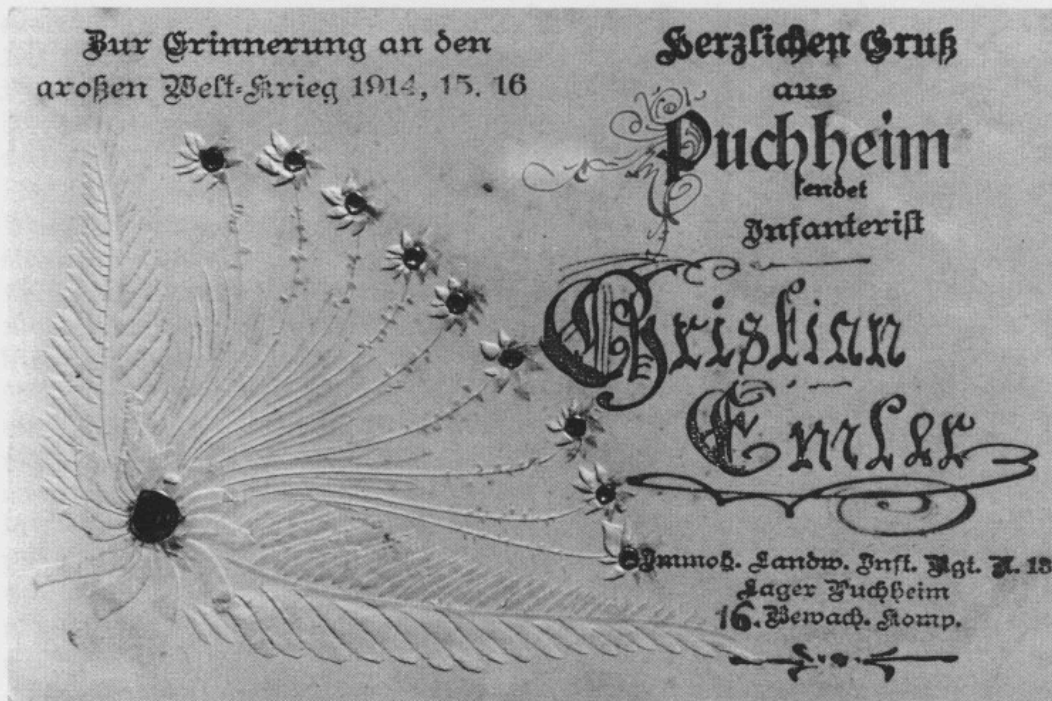 Zur Erinnerung an den
großen Welt-Krieg 1914, 15. 16
Herzlichen Gruß
aus
Puchheim
sendet
Infanterist
Christian
Immob. Landw. Inft. Rgt. N. 13
Lager Puchheim
16. Bewach. Komp.